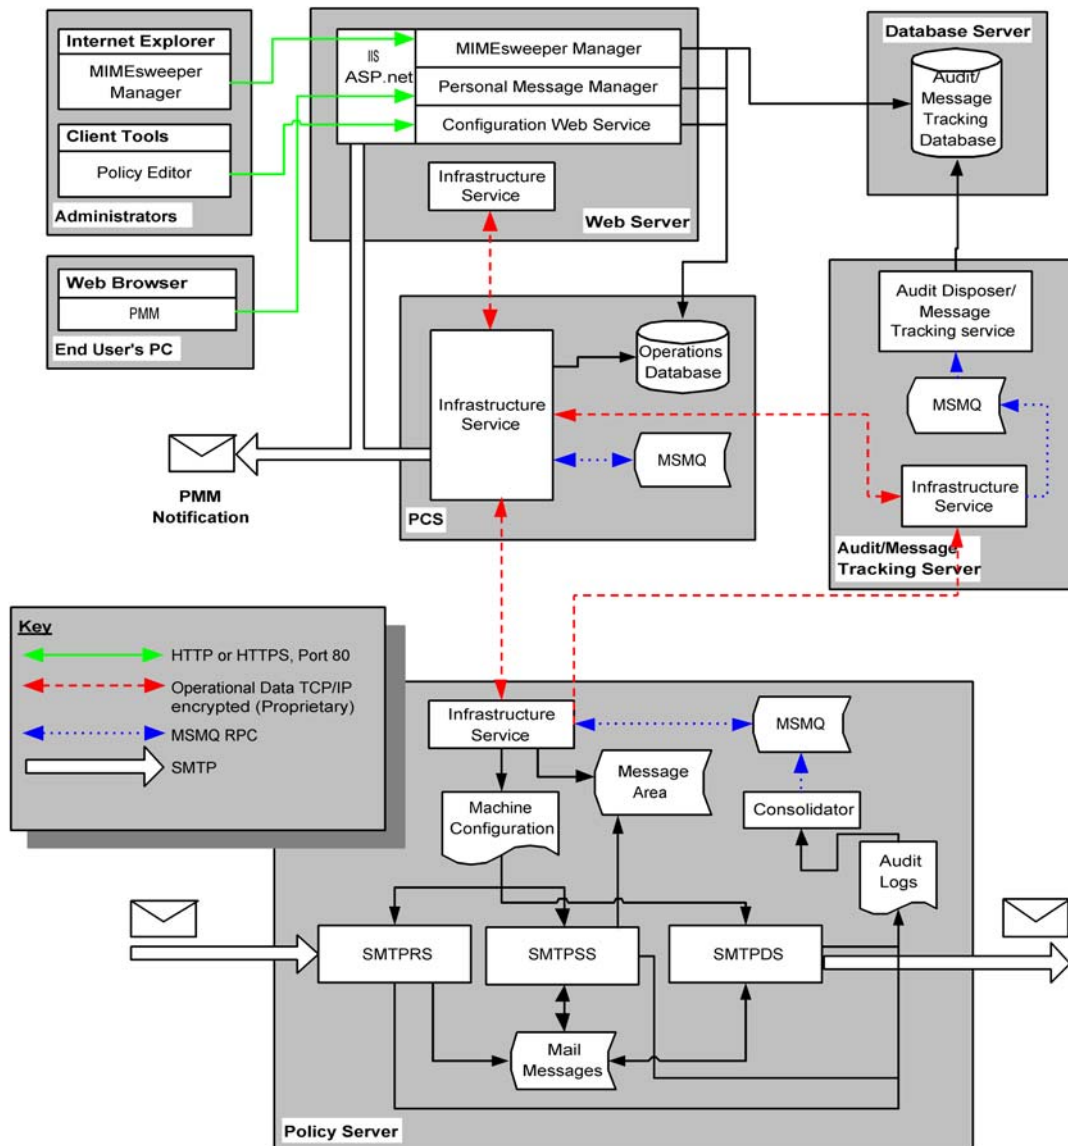 Internet Explorer
MIMEsweeper
Manager
Client Tools
Policy Editor
Administrators
Web Browser
PMM
End User's PC
IIS
ASP.net
MIMEsweeper Manager
Personal Message Manager
Configuration Web Service
Infrastructure
Service
Web Server
Database Server
Audit/
Message
Tracking
Database
Audit Disposer/
Message
Tracking service
MSMQ
Infrastructure
Service
Audit/Message
Tracking Server
Infrastructure
Service
Operations
Database
MSMQ
PCS
PMM
Notification
Key
HTTP or HTTPS, Port 80
Operational Data TCP/IP
encrypted (Proprietary)
MSMQ RPC
SMTP
Infrastructure
Service
MSMQ
Message
Area
Machine
Configuration
Consolidator
Audit
Logs
SMTPRS
SMTPSS
SMTPDS
Mail
Messages
Policy Server